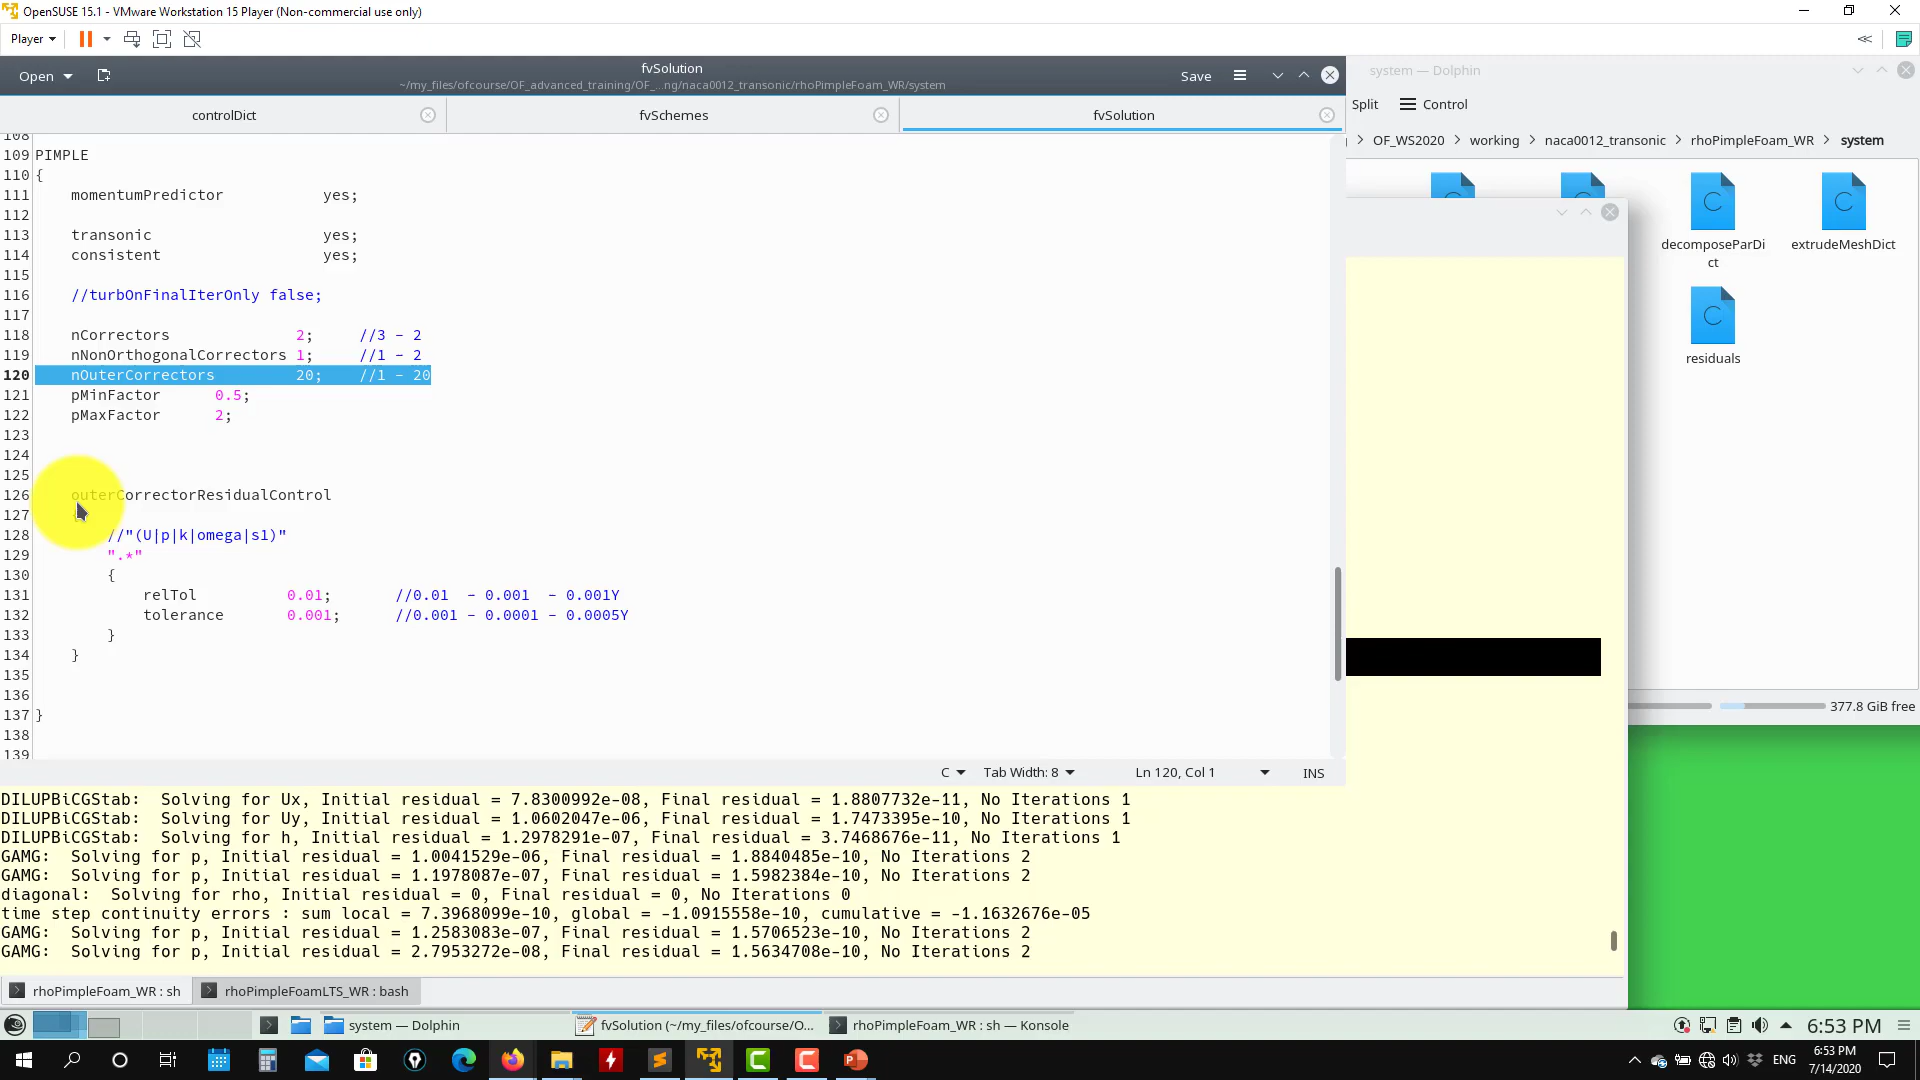 OpenSUSE 15.1 - VMware Workstation 15 Player (Non-commercial use only)
Player
Open
fvSolution
~/my_files/ofcourse/OF_advanced_training/OF_...ng/naca0012_transonic/rhoPimpleFoam_WR/system
Save
system — Dolphin
controlDict
fvSchemes
fvSolution
Split
Control
OF_WS2020 > working > naca0012_transonic > rhoPimpleFoam_WR > system
108
109 PIMPLE
110 {
111 momentumPredictor yes;
112
113 transonic yes;
114 consistent yes;
115
116 //turbOnFinalIterOnly false;
117
118 nCorrectors 2; //3 - 2
119 nNonOrthogonalCorrectors 1; //1 - 2
120 nOuterCorrectors 20; //1 - 20
121 pMinFactor 0.5;
122 pMaxFactor 2;
123
124
125
126 outerCorrectorResidualControl
127
128 //"(U|p|k|omega|s1)"
129 ".*"
130 {
131 relTol 0.01; //0.01 - 0.001 - 0.001Y
132 tolerance 0.001; //0.001 - 0.0001 - 0.0005Y
133 }
134 }
135
136
137 }
138
139
decomposeParDi
ct
extrudeMeshDict
residuals
377.8 GiB free
C
Tab Width: 8
Ln 120, Col 1
INS
DILUPBiCGStab: Solving for Ux, Initial residual = 7.8300992e-08, Final residual = 1.8807732e-11, No Iterations 1
DILUPBiCGStab: Solving for Uy, Initial residual = 1.0602047e-06, Final residual = 1.7473395e-10, No Iterations 1
DILUPBiCGStab: Solving for h, Initial residual = 1.2978291e-07, Final residual = 3.7468676e-11, No Iterations 1
GAMG: Solving for p, Initial residual = 1.0041529e-06, Final residual = 1.8840485e-10, No Iterations 2
GAMG: Solving for p, Initial residual = 1.1978087e-07, Final residual = 1.5982384e-10, No Iterations 2
diagonal: Solving for rho, Initial residual = 0, Final residual = 0, No Iterations 0
time step continuity errors : sum local = 7.3968099e-10, global = -1.0915558e-10, cumulative = -1.1632676e-05
GAMG: Solving for p, Initial residual = 1.2583083e-07, Final residual = 1.5706523e-10, No Iterations 2
GAMG: Solving for p, Initial residual = 2.7953272e-08, Final residual = 1.5634708e-10, No Iterations 2
rhoPimpleFoam_WR : sh
rhoPimpleFoamLTS_WR : bash
system — Dolphin
fvSolution (~/my_files/ofcourse/O...
rhoPimpleFoam_WR : sh — Konsole
6:53 PM
ENG
6:53 PM
7/14/2020